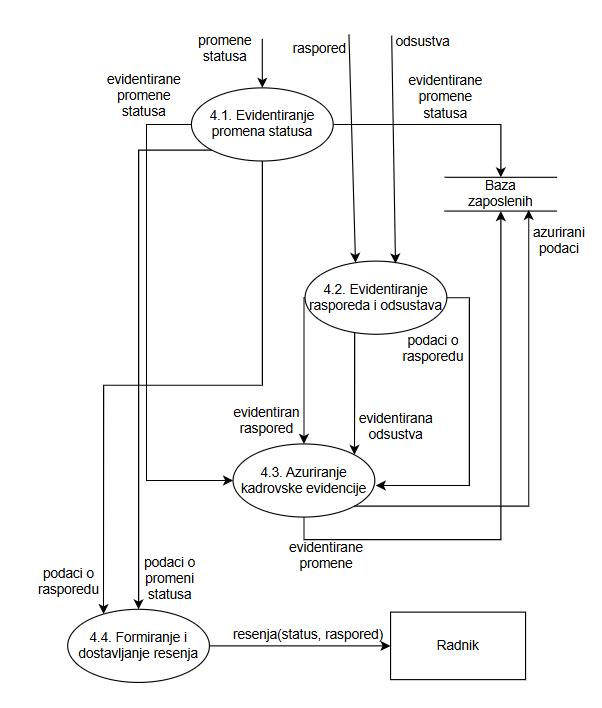 promene
statusa
raspored
odsustva
evidentirane
promene
statusa
evidentirane
promene
statusa
4.1. Evidentiranje
promena statusa
Baza
zaposlenih
azurirani
podaci
4.2. Evidentiranje
rasporeda i odsustava
podaci o
rasporedu
evidentiran
raspored
evidentirana
odsustva
4.3. Azuriranje
kadrovske evidencije
evidentirane
promene
podaci o
rasporedu
podaci o
promeni
statusa
4.4. Formiranje i
dostavljanje resenja
resenja(status, raspored)
Radnik